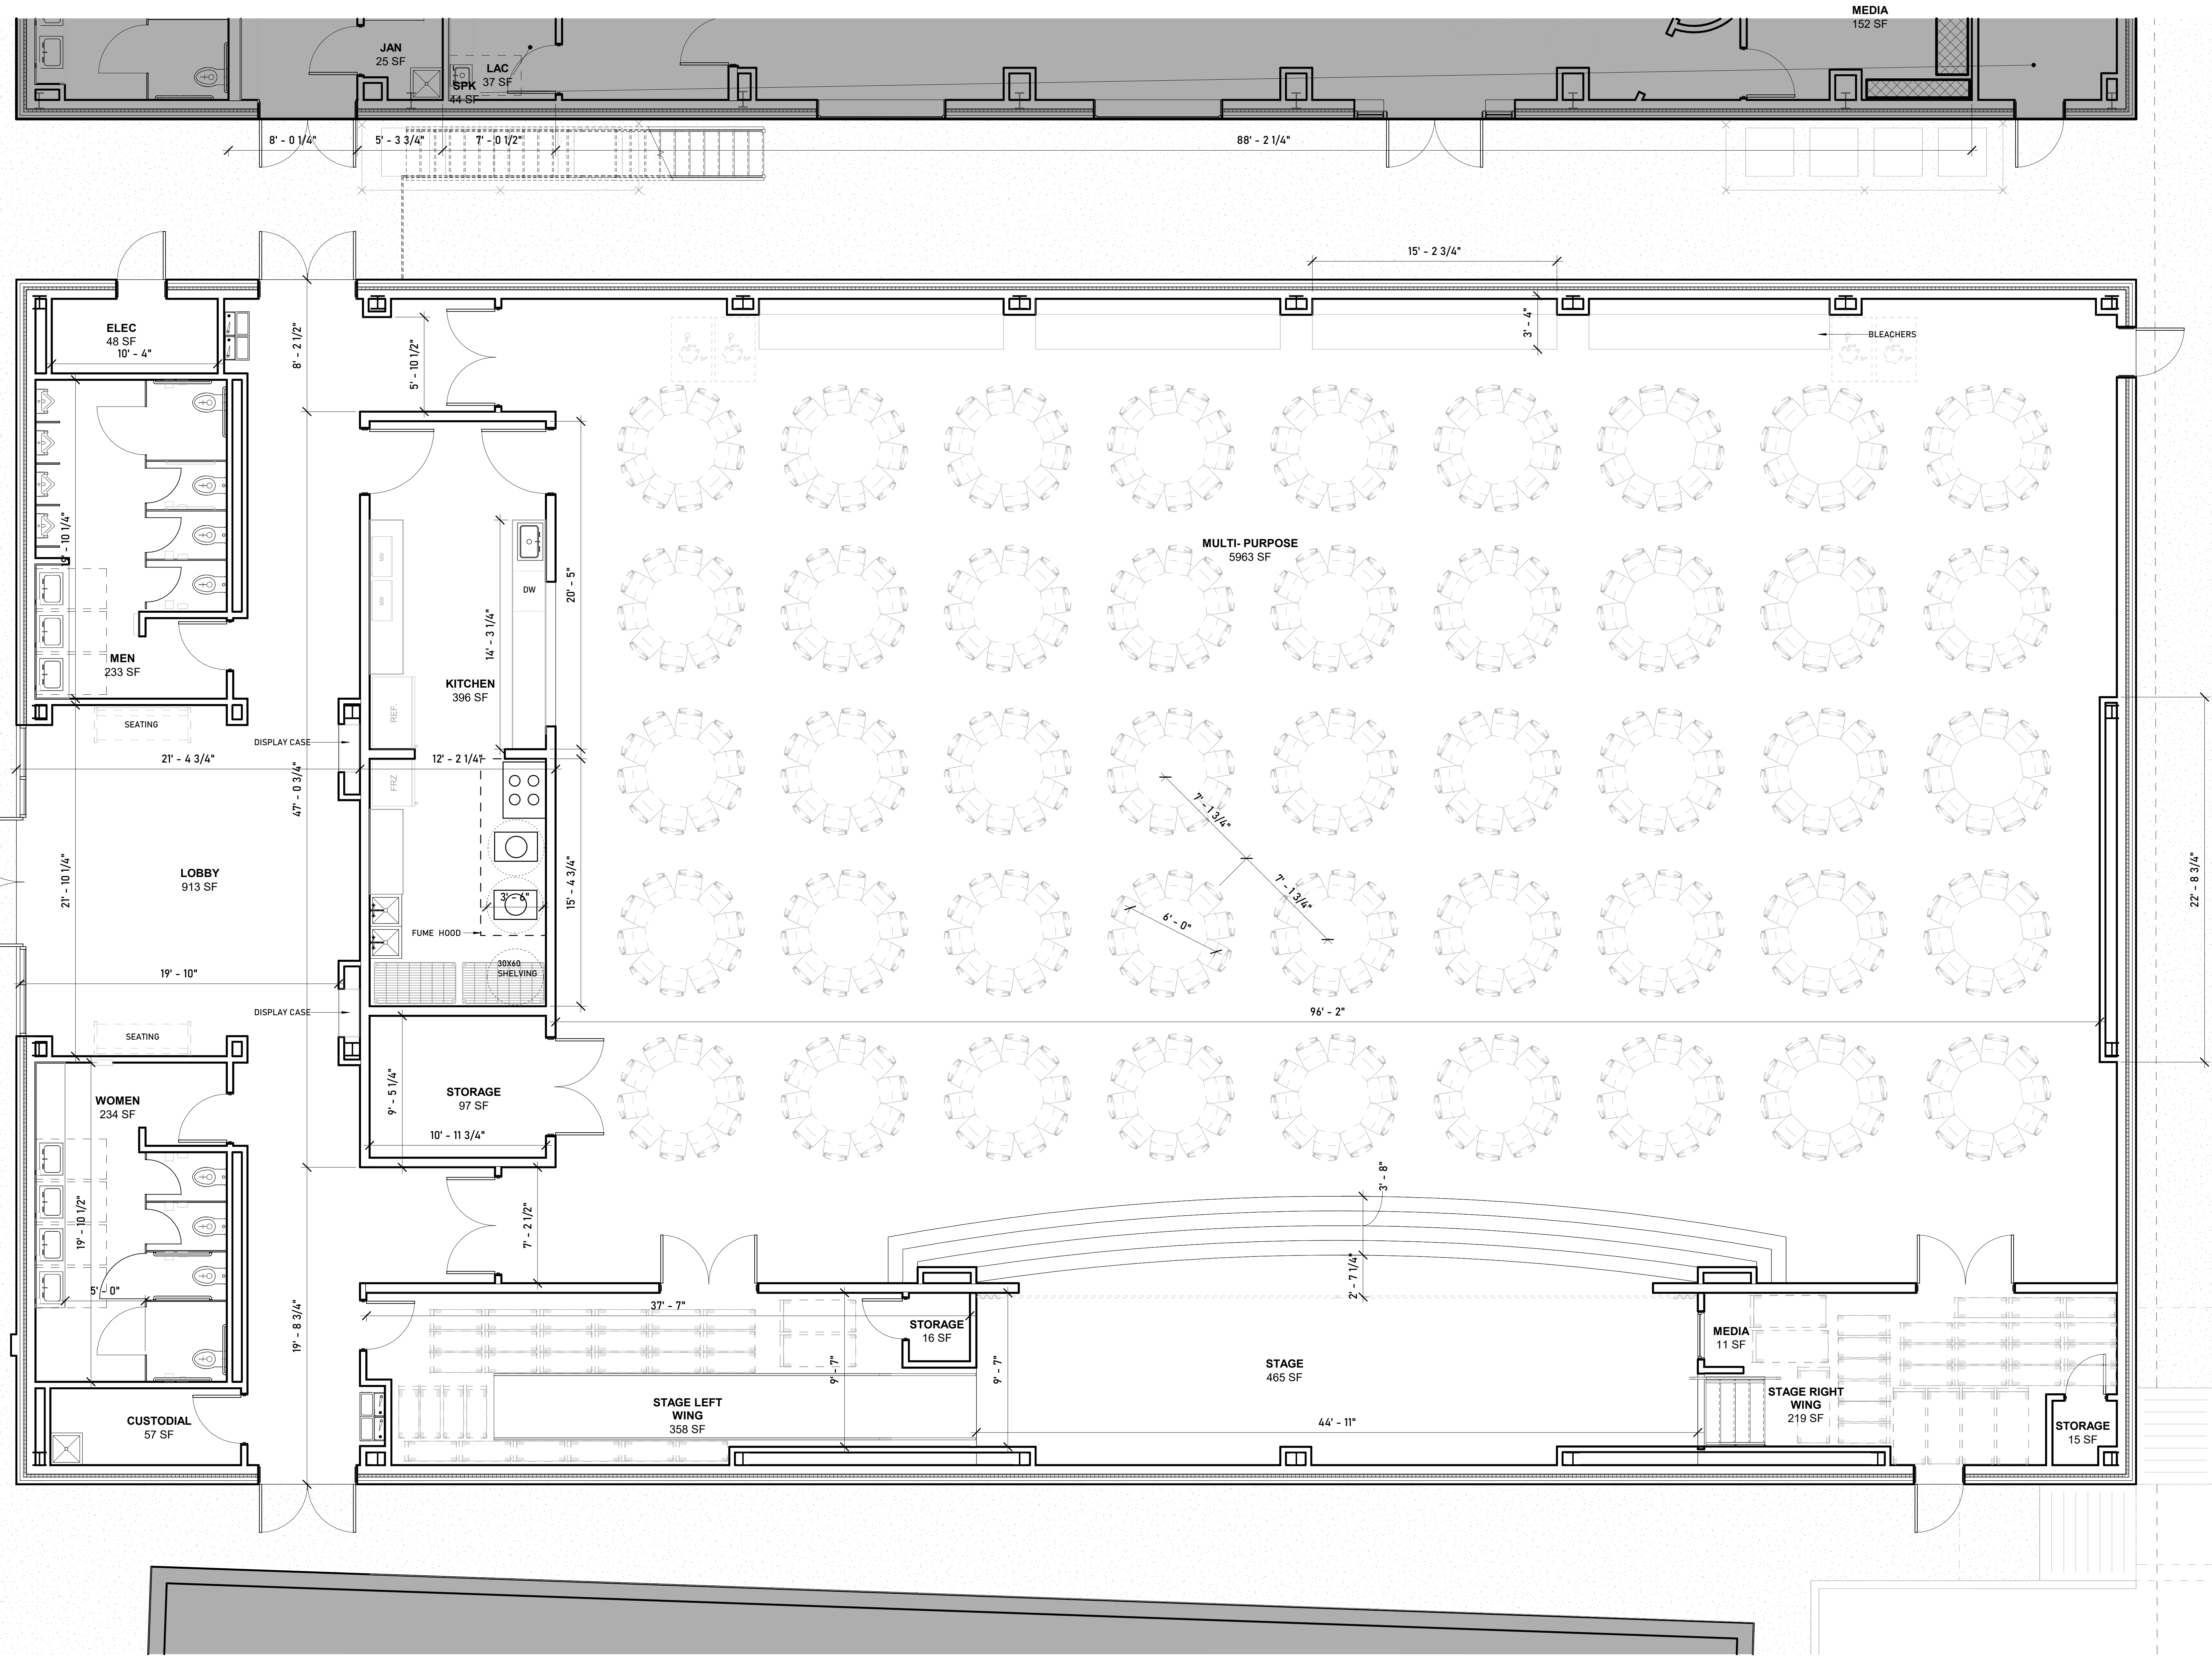 MEDIA
152 SF
JAN
25 SF
LAC
37 SF
SPK
44 SF
8' - 0 1/4"
5' - 3 3/4"
7' - 0 1/2"
88' - 2 1/4"
15' - 2 3/4"
ELEC
48 SF
10' - 4"
8' - 2 1/2"
5' - 10 1/2"
3' - 4"
BLEACHERS
MULTI- PURPOSE
5963 SF
MW
MW
DW
20' - 5"
14' - 3 1/4"
MEN
233 SF
KITCHEN
396 SF
REF.
SEATING
DISPLAY CASE
21' - 4 3/4"
12' - 2 1/4"
FRZ
47' - 0 3/4"
7' - 1 3/4"
7' - 1 3/4"
6' - 0"
LOBBY
913 SF
21' - 10 1/4"
15' - 4 3/4"
3' - 6"
22' - 8 3/4"
FUME HOOD
30X60
SHELVING
19' - 10"
DISPLAY CASE
96' - 2"
SEATING
WOMEN
234 SF
STORAGE
97 SF
9' - 5 1/4"
10' - 11 3/4"
3' - 8"
19' - 10 1/2"
7' - 2 1/2"
5' - 0"
2' - 7 1/4"
19' - 8 3/4"
37' - 7"
STORAGE
16 SF
MEDIA
11 SF
9' - 7"
9' - 7"
STAGE
465 SF
STAGE LEFT
WING
358 SF
STAGE RIGHT
WING
219 SF
44' - 11"
CUSTODIAL
57 SF
STORAGE
15 SF